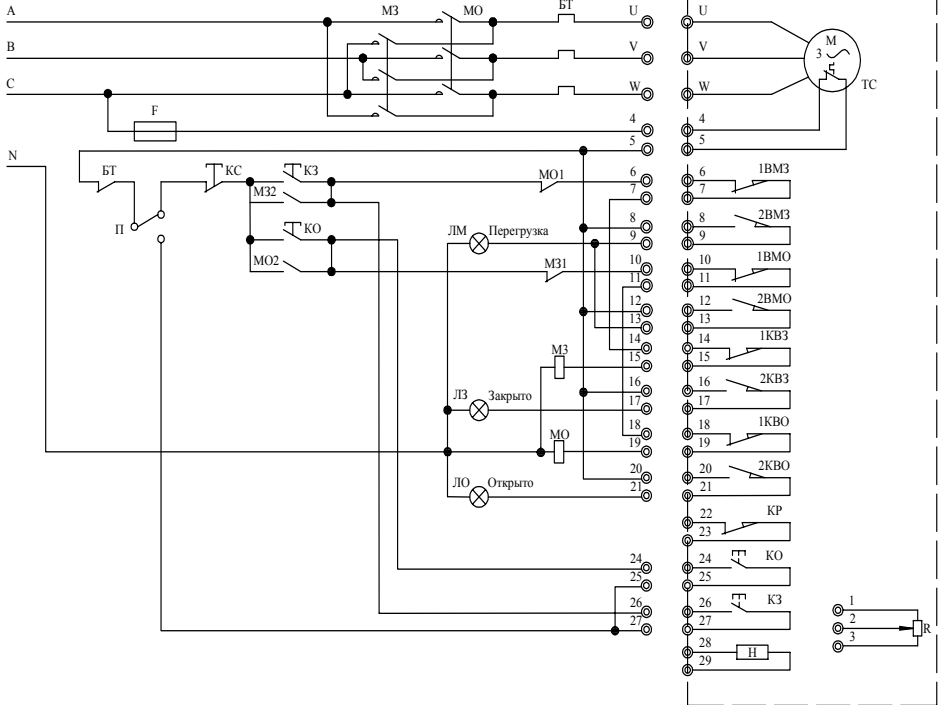 А МЗ МО БТ U U
В V V М
3
С W W ТС
F 4 4
5 5
N
БТ КС КЗ МО1 6 6 1ВМЗ
МЗ2 7 7
П КО ЛМ Перегрузка 8 8 2ВМЗ
9 9
МО2 МЗ1 10 10 1ВМО
11 11
12 12 2ВМО
13 13
14 14 1КВЗ
МЗ 15 15
ЛЗ Закрыто 16 16 2КВЗ
17 17
МО 18 18 1КВО
19 19
ЛО Открыто 20 20 2КВО
21 21
22 КР
23
24 24 КО
25 25
26 26 КЗ 1
27 27 2 R
28 Н 3
29